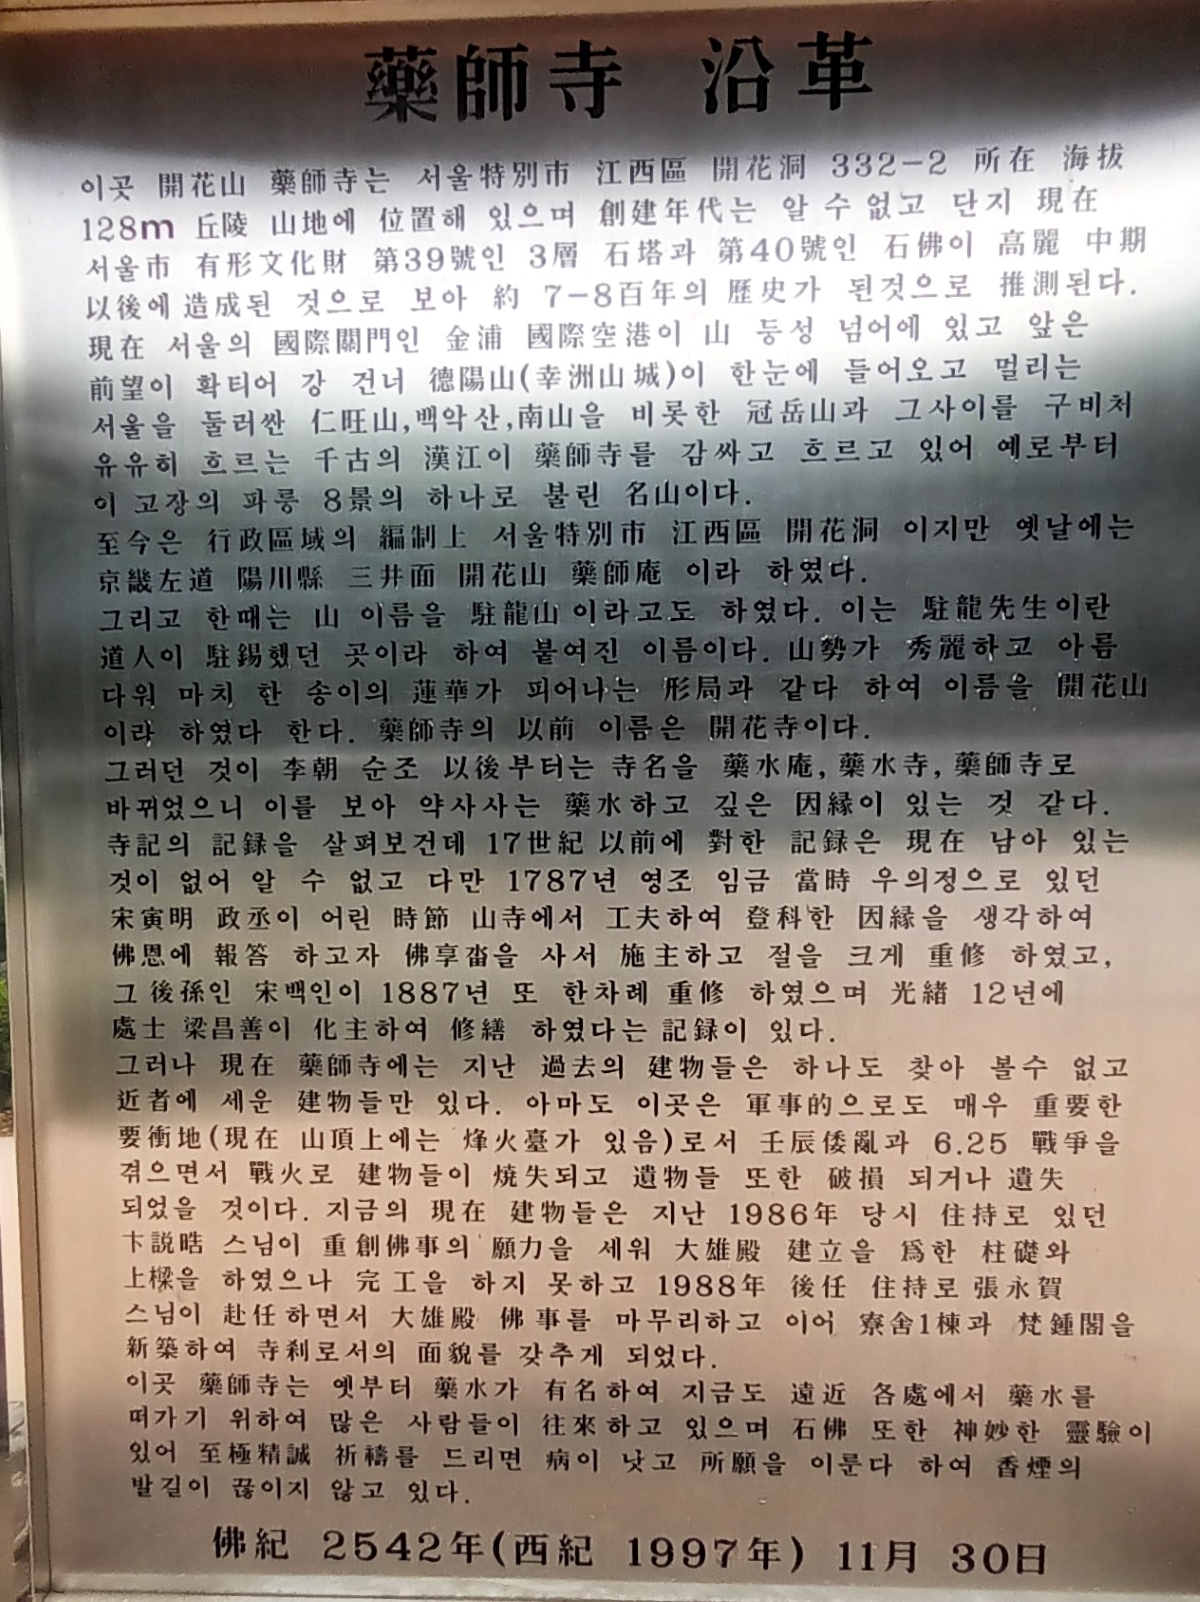 藥師寺 沿革
이곳 開花山 藥師寺는 서울特別市 江西區 開花洞 332-2 所在 海拔
128m 丘陵 山地에 位置해 있으며 創建年代는 알 수 없고 단지 現在
서울市 有形文化財 第39號인 3層 石塔과 第40號인 石佛이 高麗 中期
以後에 造成된 것으로 보아 約 7-8百年의 歷史가 된것으로 推測된다.
現在 서울의 國際關門인 金浦 國際空港이 山 등성 넘어에 있고 앞은
前望이 확티어 강 건너 德陽山(幸洲山城)이 한눈에 들어오고 멀리는
서울을 둘러싼 仁旺山,백악산,南山을 비롯한 冠岳山과 그사이를 구비처
유유히 흐르는 千古의 漢江이 藥師寺를 감싸고 흐르고 있어 예로부터
이 고장의 파릉 8景의 하나로 불린 名山이다.
至今은 行政區域의 編制上 서울特別市 江西區 開花洞 이지만 옛날에는
京畿左道 陽川縣 三井面 開花山 藥師庵 이라 하였다.
그리고 한때는 山 이름을 駐龍山이라고도 하였다. 이는 駐龍先生이란
道人이 駐錫했던 곳이라 하여 붙여진 이름이다. 山勢가 秀麗하고 아름
다워 마치 한 송이의 蓮華가 피어나는 形局과 같다 하여 이름을 開花山
이라 하였다 한다. 藥師寺의 以前 이름은 開花寺이다.
그러던 것이 李朝 순조 以後부터는 寺名을 藥水庵, 藥水寺, 藥師寺로
바뀌었으니 이를 보아 약사사는 藥水하고 깊은 因緣이 있는 것 같다.
寺記의 記録을 살펴보건데 17世紀 以前에 對한 記録은 現在 남아 있는
것이 없어 알 수 없고 다만 1787년 영조 임금 當時 우의정으로 있던
宋寅明 政丞이 어린 時節 山寺에서 工夫하여 登科한 因緣을 생각하여
佛恩에 報答 하고자 佛享畓을 사서 施主하고 절을 크게 重修 하였고,
그 後孫인 宋백인이 1887년 또 한차례 重修 하였으며 光緖 12년에
處士 梁昌善이 化主하여 修繕 하였다는 記録이 있다.
그러나 現在 藥師寺에는 지난 過去의 建物들은 하나도 찾아 볼수 없고
近者에 세운 建物들만 있다. 아마도 이곳은 軍事的으로도 매우 重要한
要衝地(現在 山頂上에는 烽火臺가 있음)로서 壬辰倭亂과 6.25 戰爭을
겪으면서 戰火로 建物들이 燒失되고 遺物들 또한 破損 되거나 遺失
되었을 것이다. 지금의 現在 建物들은 지난 1986年 당시 住持로 있던
卞説晧 스님이 重創佛事의 願力을 세워 大雄殿 建立을 爲한 柱礎와
上樑을 하였으나 完工을 하지 못하고 1988年 後任 住持로 張永賀
스님이 赴任하면서 大雄殿 佛事를 마무리하고 이어 寮舍1棟과 梵鍾閣을
新築하여 寺刹로서의 面貌를 갖추게 되었다.
이곳 藥師寺는 옛부터 藥水가 有名하여 지금도 遠近 各處에서 藥水를
떠가기 위하여 많은 사람들이 往來하고 있으며 石佛 또한 神妙한 靈驗이
있어 至極精誠 祈禱를 드리면 病이 낫고 所願을 이룬다 하여 香煙의
발길이 끊이지 않고 있다.
佛紀 2542年(西紀 1997年) 11月 30日